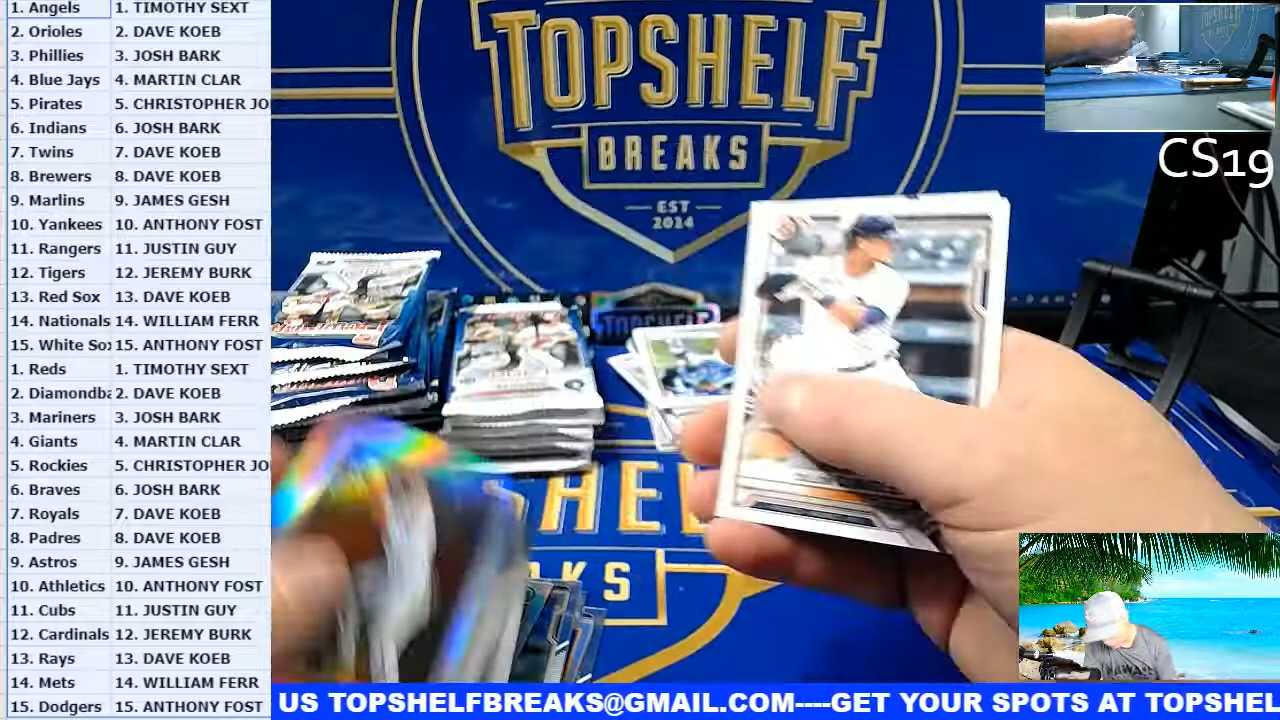 1. Angels 1. TIMOTHY SEXT
2. Orioles 2. DAVE KOEB
3. Phillies 3. JOSH BARK
4. Blue Jays 4. MARTIN CLAR
5. Pirates 5. CHRISTOPHER JO
6. Indians 6. JOSH BARK
7. Twins 7. DAVE KOEB
8. Brewers 8. DAVE KOEB
9. Marlins 9. JAMES GESH
10. Yankees 10. ANTHONY FOST
11. Rangers 11. JUSTIN GUY
12. Tigers 12. JEREMY BURK
13. Red Sox 13. DAVE KOEB
14. Nationals 14. WILLIAM FERR
15. White So 15. ANTHONY FOST
1. Reds 1. TIMOTHY SEXT
2. Diamondba 2. DAVE KOEB
3. Mariners 3. JOSH BARK
4. Giants 4. MARTIN CLAR
5. Rockies 5. CHRISTOPHER JO
6. Braves 6. JOSH BARK
7. Royals 7. DAVE KOEB
8. Padres 8. DAVE KOEB
9. Astros 9. JAMES GESH
10. Athletics 10. ANTHONY FOST
11. Cubs 11. JUSTIN GUY
12. Cardinals 12. JEREMY BURK
13. Rays 13. DAVE KOEB
14. Mets 14. WILLIAM FERR
15. Dodgers 15. ANTHONY FOST
TOPSHELF
BREAKS
EST
2014
CS19
TOPSHELF
SHEL
AKS
US TOPSHELFBREAKS@GMAIL.COM----GET YOUR SPOTS AT TOPSHEL